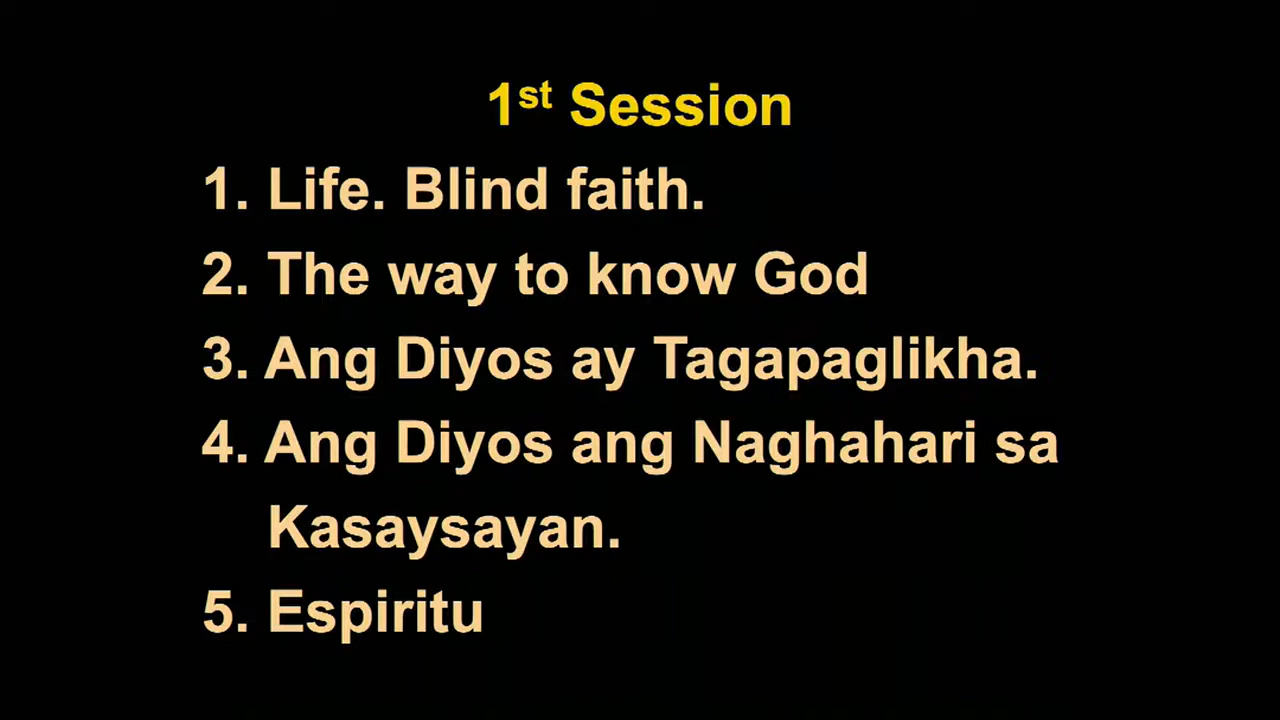 1st Session
1. Life. Blind faith.
2. The way to know God
3. Ang Diyos ay Tagapaglikha.
4. Ang Diyos ang Naghahari sa
Kasaysayan.
5. Espiritu